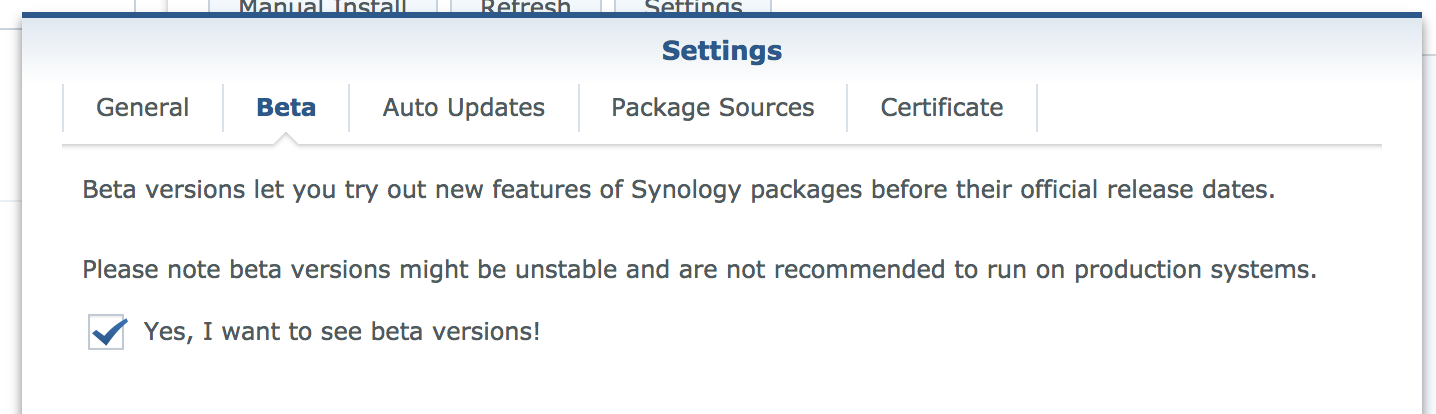 Manual Install Refresh Settings
Settings
General Beta Auto Updates Package Sources Certificate
Beta versions let you try out new features of Synology packages before their official release dates.
Please note beta versions might be unstable and are not recommended to run on production systems.
Yes, I want to see beta versions!